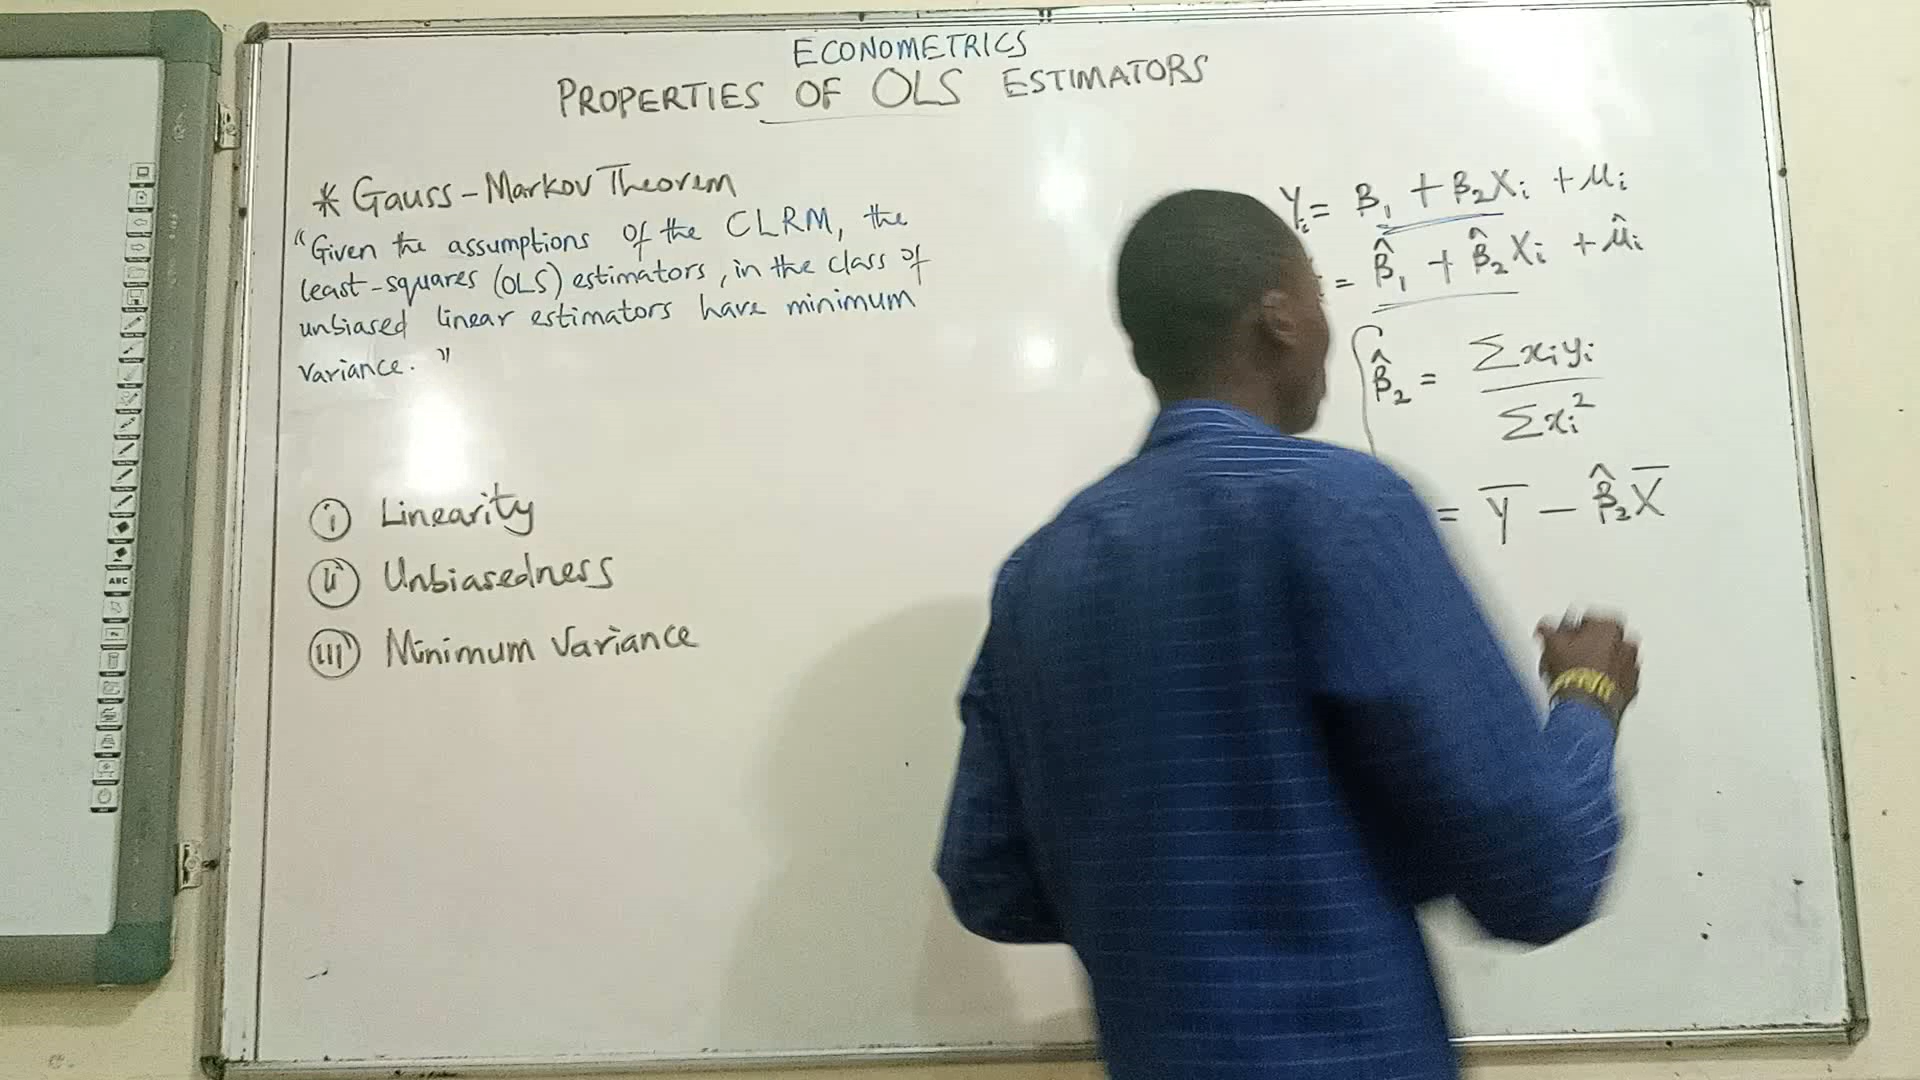 ECONOMETRICS
PROPERTIES OF OLS ESTIMATORS
* Gauss-Markov Theorem
"Given the assumptions of the CLRM, the
least-squares (OLS) estimators, in the class of
unbiased linear estimators have minimum
variance."
(i) Linearity
(ii) Unbiasedness
(iii) Minimum Variance
Yᵢ = β₁ + β₂Xᵢ + μᵢ
= β̂₁ + β̂₂Xᵢ + μ̂ᵢ
β̂₂ = Σxᵢyᵢ / Σxᵢ²
= Y̅ - β̂₂X̅
ABC